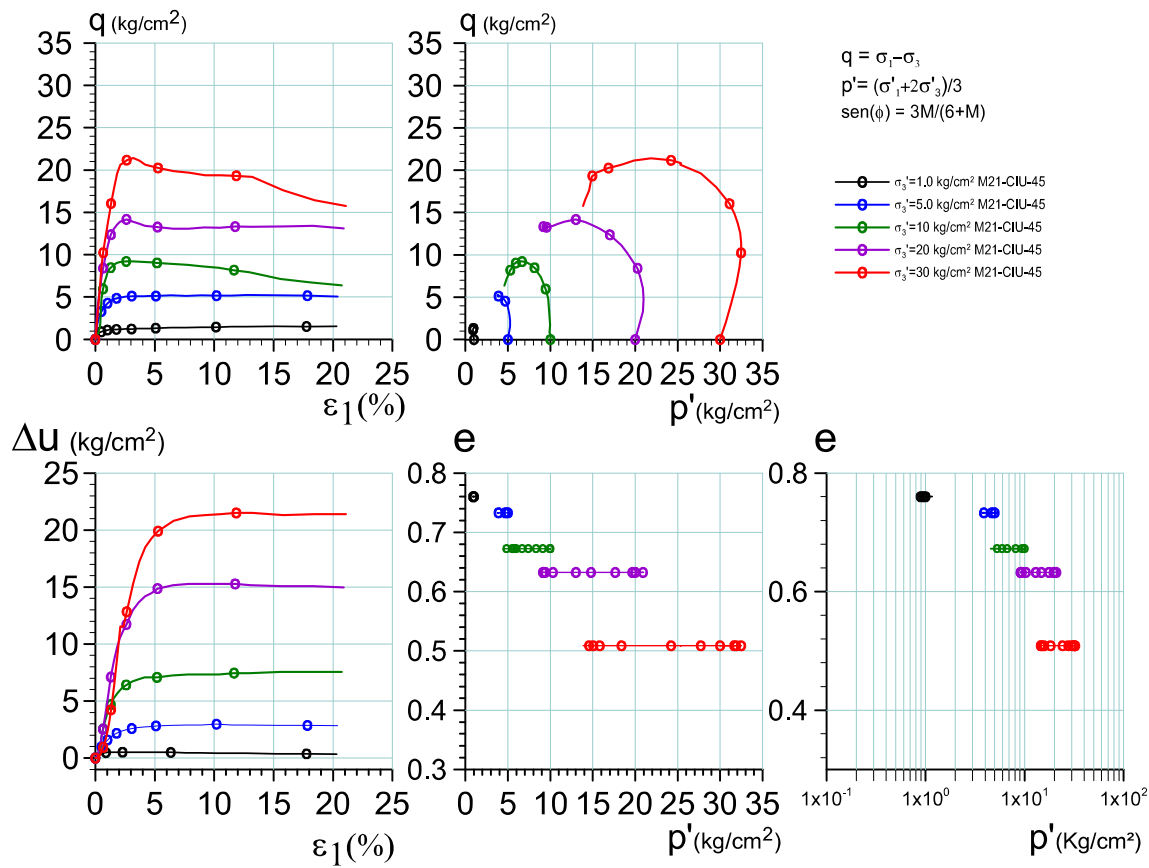 q (kg/cm²)
35
30
25
20
15
10
5
0
0 5 10 15 20 25
ε₁(%)
q (kg/cm²)
35
30
25
20
15
10
5
0
0 5 10 15 20 25 30 35
p' (kg/cm²)
q = σ₁–σ₃
p'= (σ'₁+2σ'₃)/3
sen(ϕ) = 3M/(6+M)
σ₃'=1.0 kg/cm² M21-CIU-45
σ₃'=5.0 kg/cm² M21-CIU-45
σ₃'=10 kg/cm² M21-CIU-45
σ₃'=20 kg/cm² M21-CIU-45
σ₃'=30 kg/cm² M21-CIU-45
Δu (kg/cm²)
25
20
15
10
5
0
0 5 10 15 20 25
ε₁(%)
e
0.8
0.7
0.6
0.5
0.4
0.3
0 5 10 15 20 25 30 35
p' (kg/cm²)
e
0.8
0.6
0.4
1x10⁻¹ 1x10⁰ 1x10¹ 1x10²
p' (Kg/cm²)